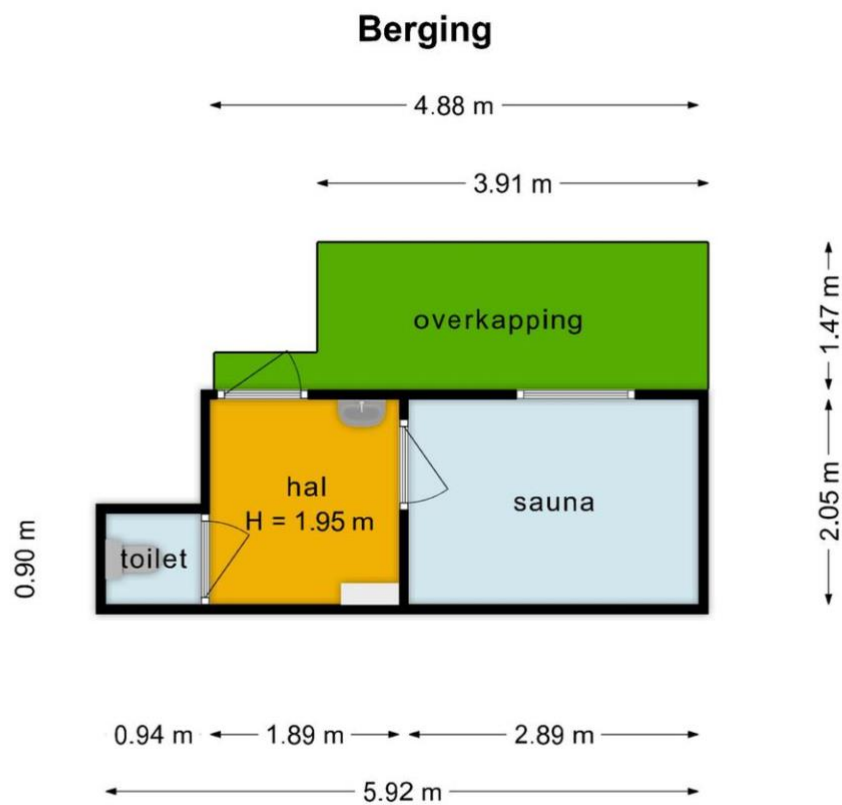 Berging
4.88 m
3.91 m
1.47 m
overkapping
hal
H = 1.95 m
sauna
2.05 m
toilet
0.90 m
0.94 m
1.89 m
2.89 m
5.92 m